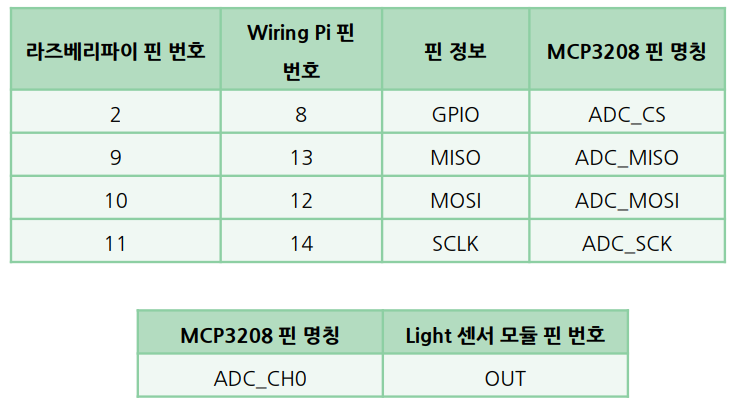 라즈베리파이 핀 번호 Wiring Pi 핀 번호 핀 정보 MCP3208 핀 명칭
2 8 GPIO ADC_CS
9 13 MISO ADC_MISO
10 12 MOSI ADC_MOSI
11 14 SCLK ADC_SCK
MCP3208 핀 명칭 Light 센서 모듈 핀 번호
ADC_CH0 OUT